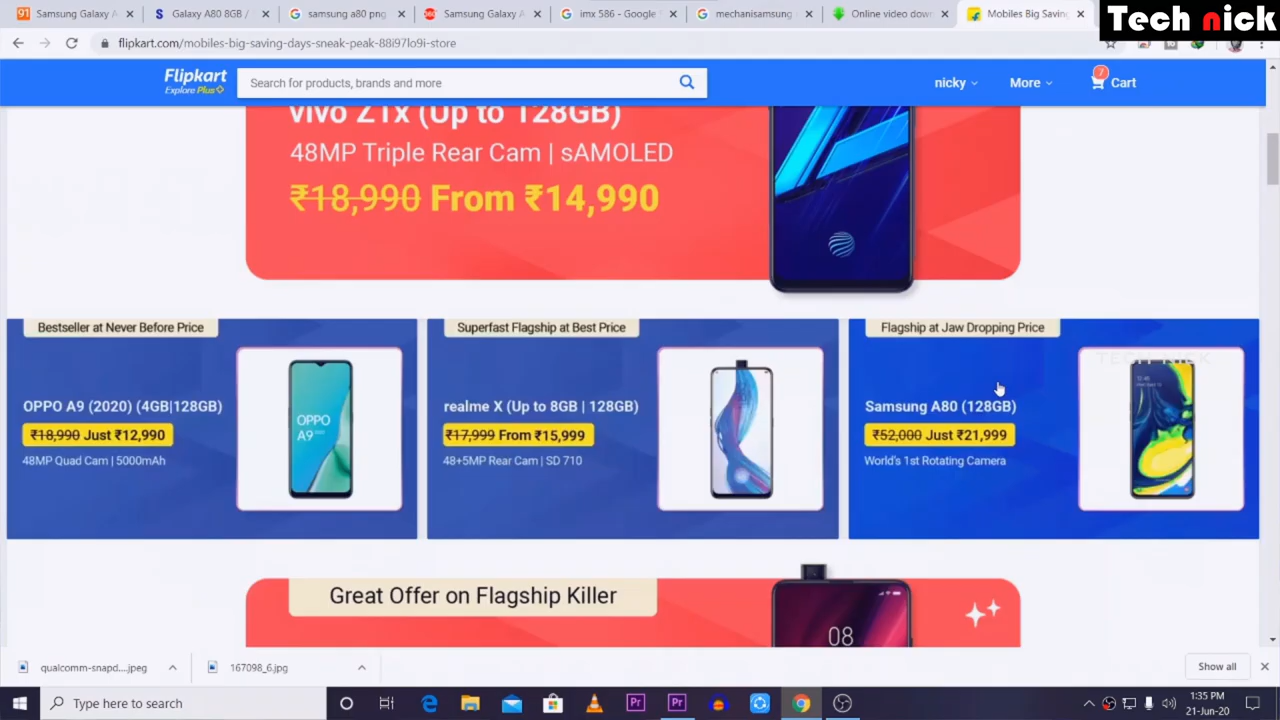 Samsung Galaxy A
Galaxy A80 8GB /
samsung a80 png
Samsung Galaxy A
imx 586 - Google S
mechanisamsung
Online video down
Mobiles Big Saving
Tech nick
flipkart.com/mobiles-big-saving-days-sneak-peak-88i97lo9i-store
Flipkart
Explore Plus
Search for products, brands and more
nicky
More
7
Cart
vivo Z1x (Up to 128GB)
48MP Triple Rear Cam | sAMOLED
₹18,990 From ₹14,990
Bestseller at Never Before Price
OPPO A9 (2020) (4GB|128GB)
₹18,990 Just ₹12,990
48MP Quad Cam | 5000mAh
OPPO
A9
Superfast Flagship at Best Price
realme X (Up to 8GB | 128GB)
₹17,999 From ₹15,999
48+5MP Rear Cam | SD 710
Flagship at Jaw Dropping Price
Samsung A80 (128GB)
₹52,000 Just ₹21,999
World's 1st Rotating Camera
TECH NICK
Great Offer on Flagship Killer
08
qualcomm-snapd....jpeg
167098_6.jpg
Show all
Type here to search
Pr
Pr
1:35 PM
21-Jun-20